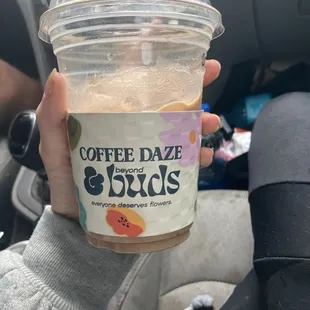 COFFEE DAZE
beyond
& buds
everyone deserves flowers.